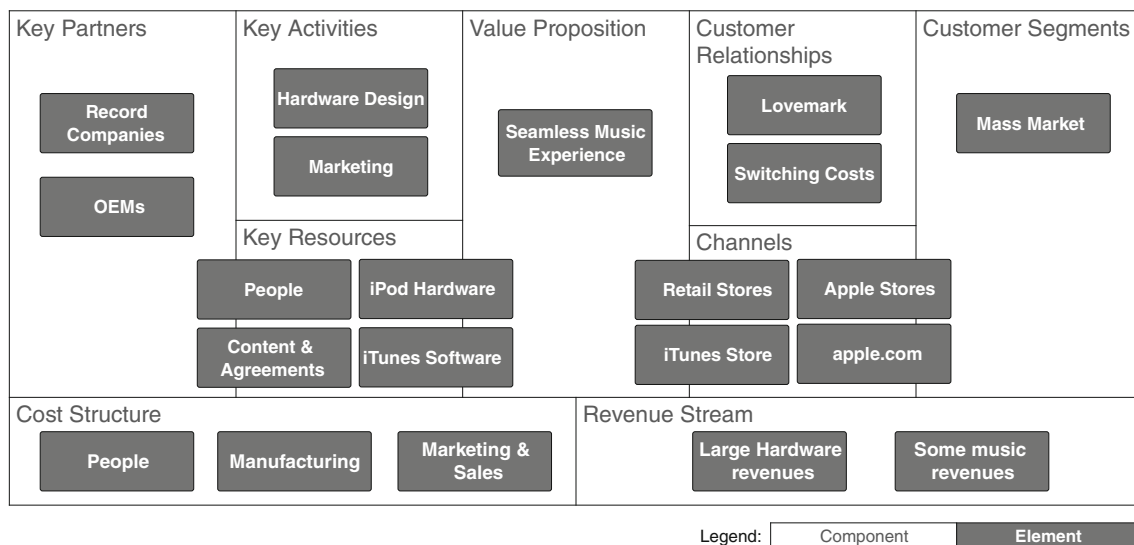 Key Partners
Record
Companies
OEMs
Key Activities
Hardware Design
Marketing
Key Resources
People
iPod Hardware
Content &
Agreements
iTunes Software
Value Proposition
Seamless Music
Experience
Customer
Relationships
Lovemark
Switching Costs
Channels
Retail Stores
Apple Stores
iTunes Store
apple.com
Customer Segments
Mass Market
Cost Structure
People
Manufacturing
Marketing &
Sales
Revenue Stream
Large Hardware
revenues
Some music
revenues
Legend:
Component
Element